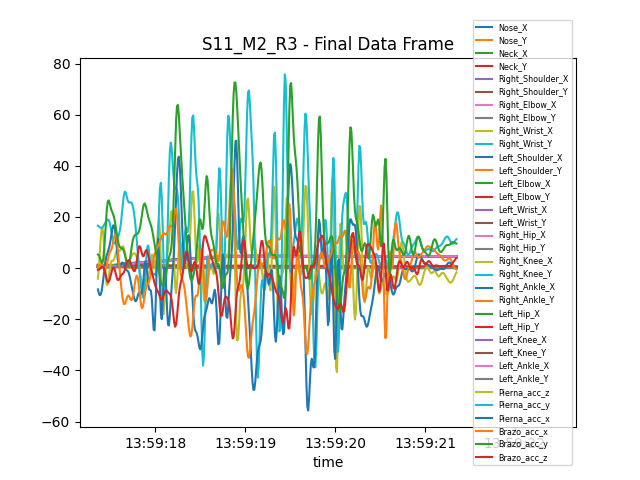 S11_M2_R3 - Final Data Frame
80
60
40
20
0
−20
−40
−60
13:59:18
13:59:19
13:59:20
13:59:21
13:59:22
time
Nose_X
Nose_Y
Neck_X
Neck_Y
Right_Shoulder_X
Right_Shoulder_Y
Right_Elbow_X
Right_Elbow_Y
Right_Wrist_X
Right_Wrist_Y
Left_Shoulder_X
Left_Shoulder_Y
Left_Elbow_X
Left_Elbow_Y
Left_Wrist_X
Left_Wrist_Y
Right_Hip_X
Right_Hip_Y
Right_Knee_X
Right_Knee_Y
Right_Ankle_X
Right_Ankle_Y
Left_Hip_X
Left_Hip_Y
Left_Knee_X
Left_Knee_Y
Left_Ankle_X
Left_Ankle_Y
Pierna_acc_z
Pierna_acc_y
Pierna_acc_x
Brazo_acc_x
Brazo_acc_y
Brazo_acc_z